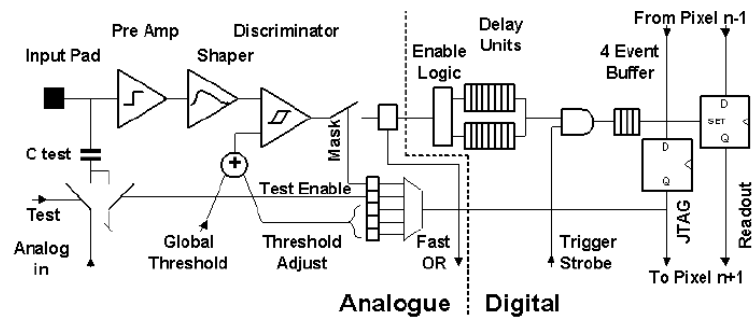 From Pixel n-1
Pre Amp
Discriminator
Delay
Units
Shaper
Enable
Logic
4 Event
Buffer
Input Pad
D
SET
Q
C test
Mask
D
Q
Test Enable
Test
Analog
in
Global
Threshold
Threshold
Adjust
Fast
OR
Trigger
Strobe
JTAG
Readout
To Pixel n+1
Analogue
Digital